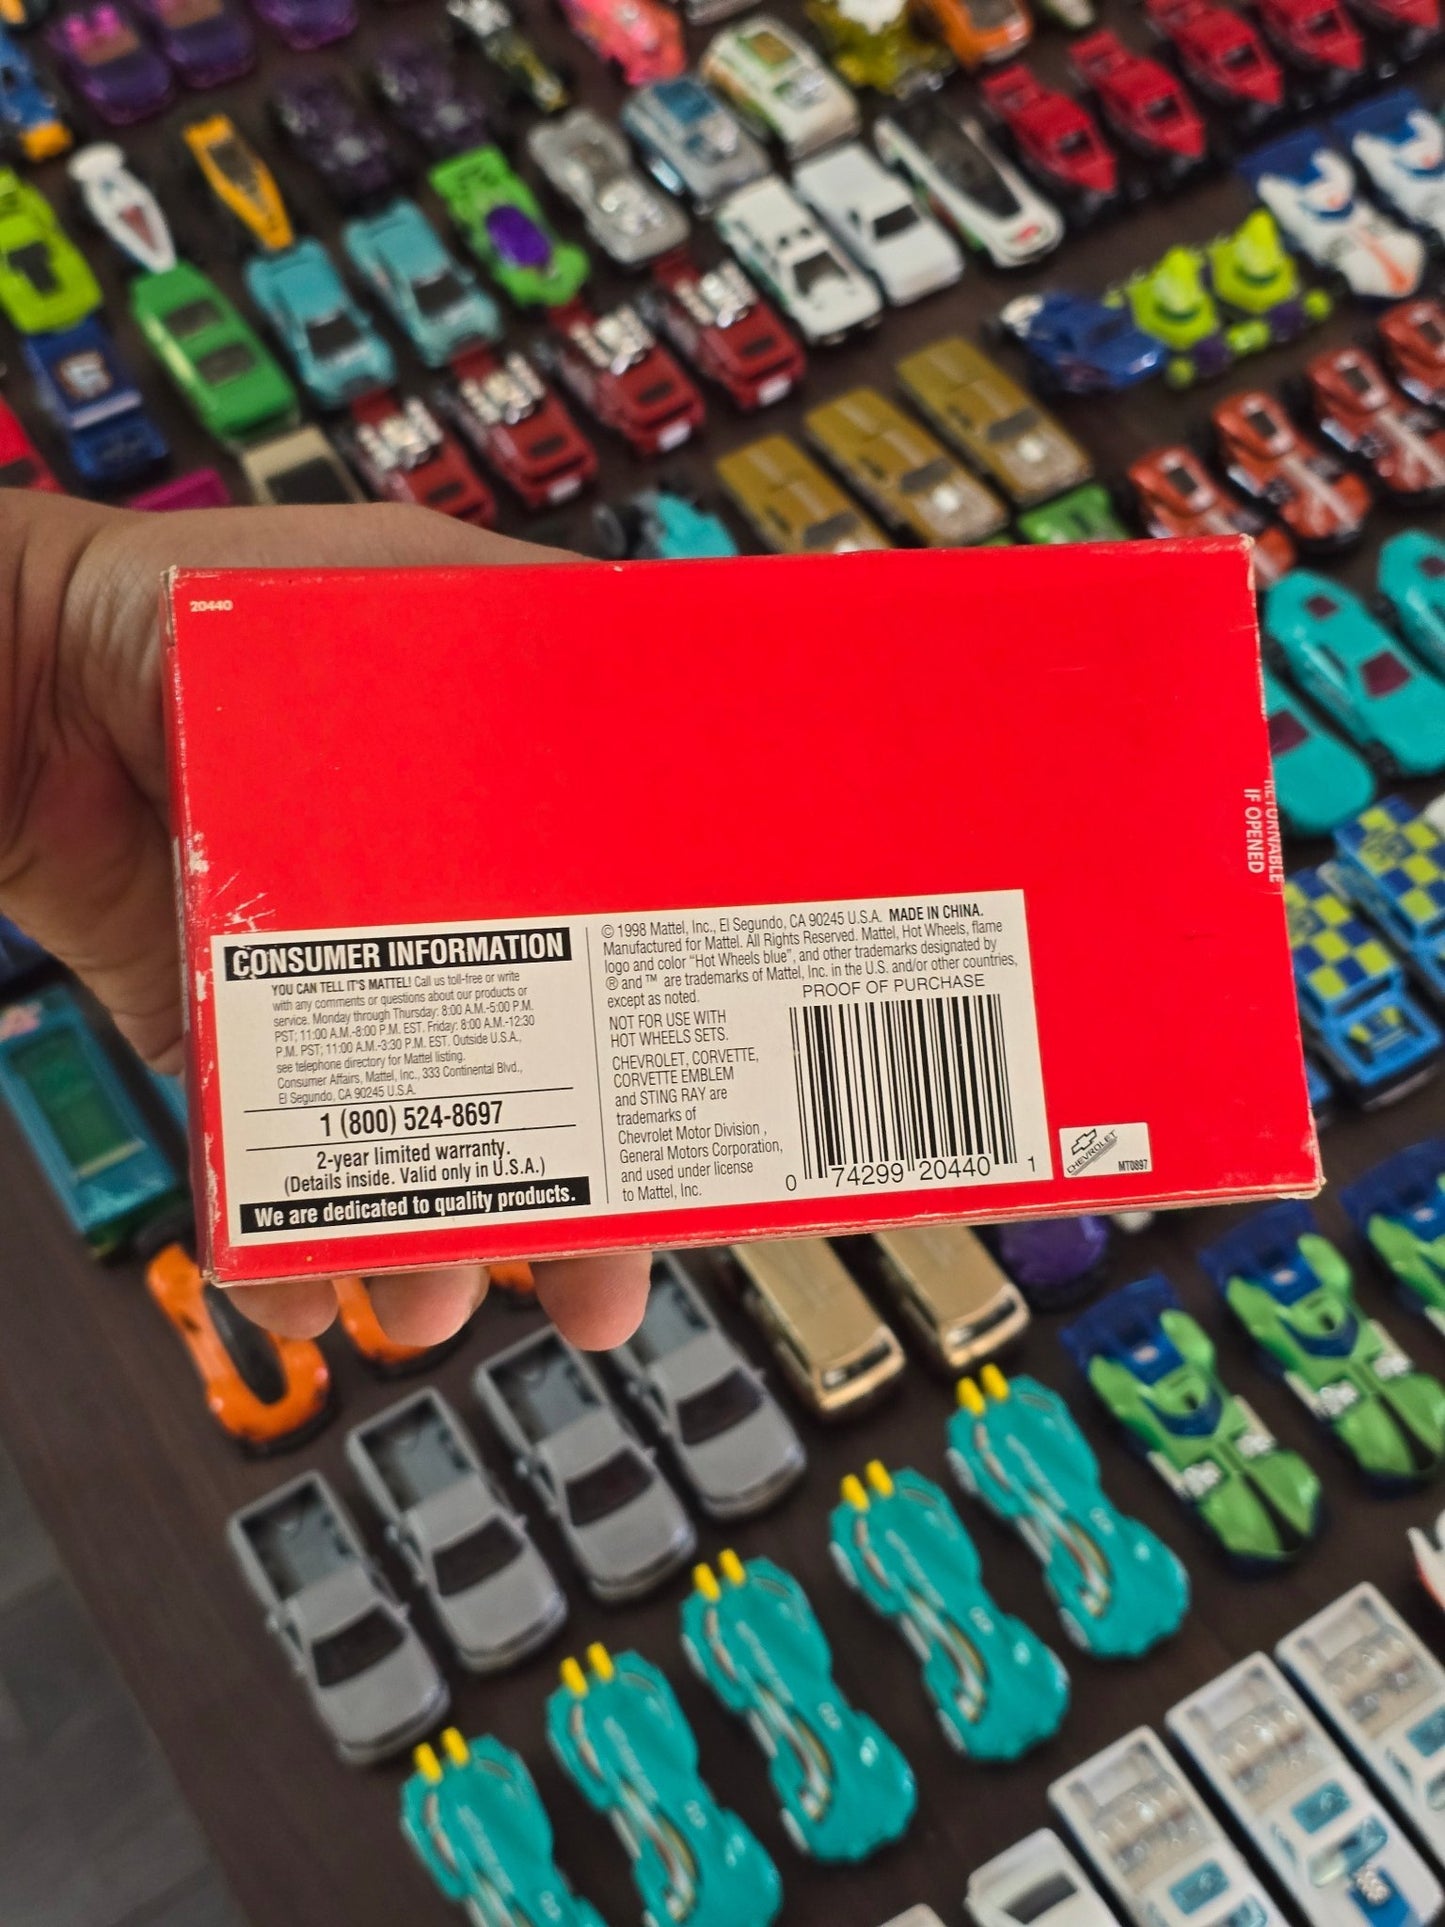 20440
RETURNABLE
IF OPENED
CONSUMER INFORMATION
YOU CAN TELL IT'S MATTEL! Call us toll-free or write
with any comments or questions about our products or
service. Monday through Thursday: 8:00 A.M.-5:00 P.M.
PST; 11:00 A.M.-8:00 P.M. EST. Friday: 8:00 A.M.-12:30
P.M. PST; 11:00 A.M.-3:30 P.M. EST. Outside U.S.A.,
see telephone directory for Mattel listing.
Consumer Affairs, Mattel, Inc., 333 Continental Blvd.,
El Segundo, CA 90245 U.S.A.
1 (800) 524-8697
2-year limited warranty.
(Details inside. Valid only in U.S.A.)
We are dedicated to quality products.
© 1998 Mattel, Inc., El Segundo, CA 90245 U.S.A. MADE IN CHINA.
Manufactured for Mattel. All Rights Reserved. Mattel, Hot Wheels, flame
logo and color "Hot Wheels blue", and other trademarks designated by
® and ™ are trademarks of Mattel, Inc. in the U.S. and/or other countries,
except as noted.
NOT FOR USE WITH
HOT WHEELS SETS.
CHEVROLET, CORVETTE,
CORVETTE EMBLEM
and STING RAY are
trademarks of
Chevrolet Motor Division,
General Motors Corporation,
and used under license
to Mattel, Inc.
PROOF OF PURCHASE
0 74299 20440 1
CHEVROLET
MT0897